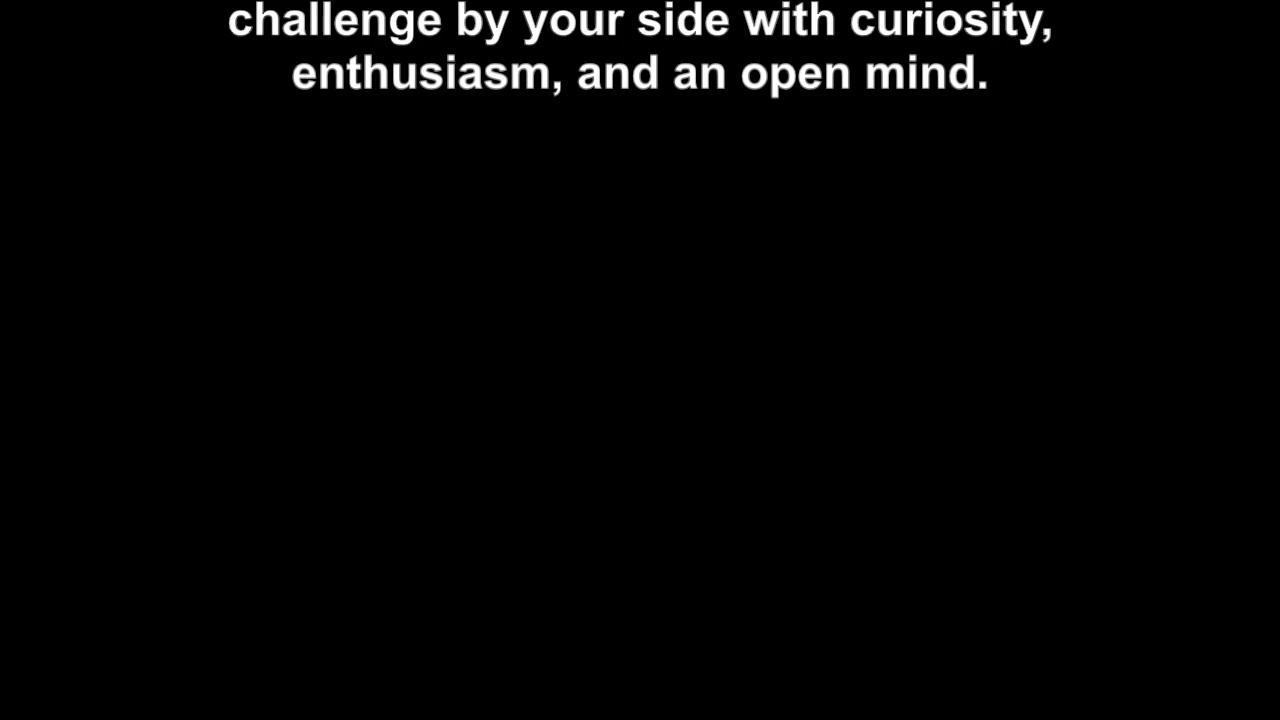 challenge by your side with curiosity,
enthusiasm, and an open mind.